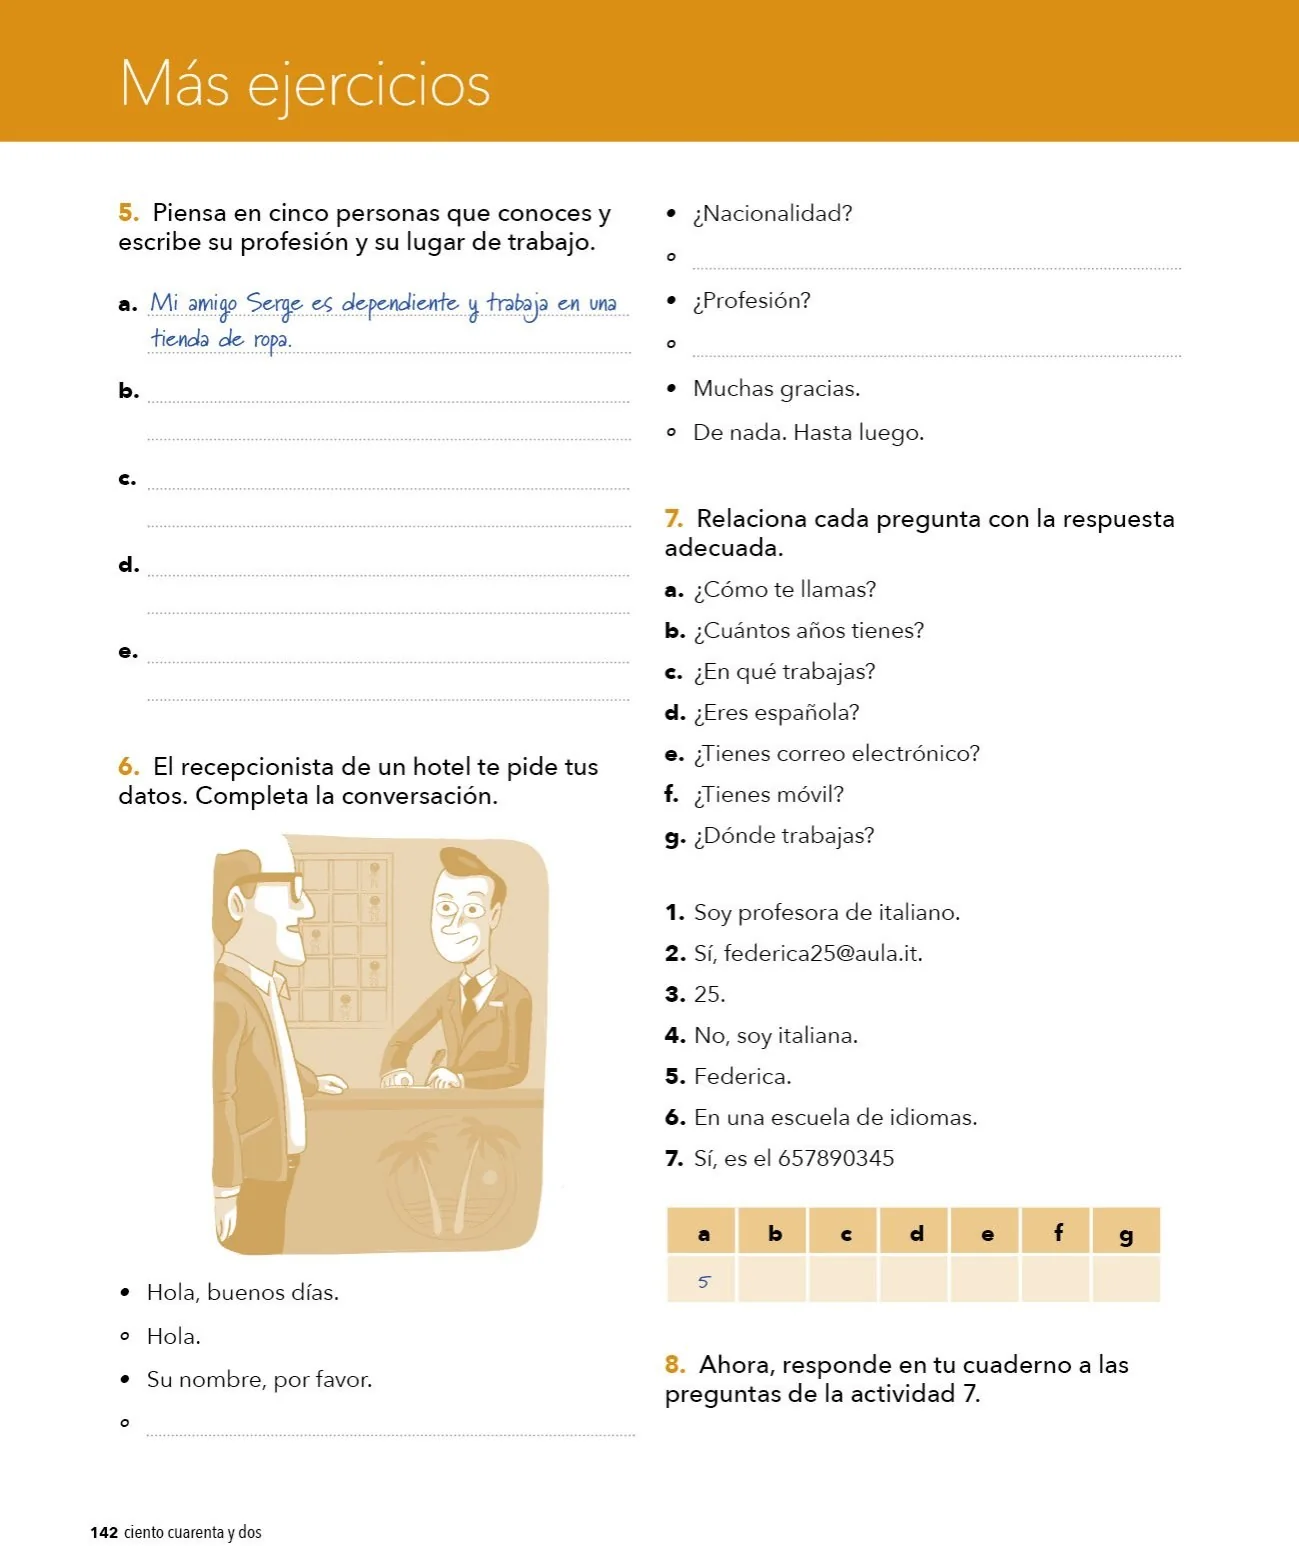 Más ejercicios
5. Piensa en cinco personas que conoces y
escribe su profesión y su lugar de trabajo.
a. Mi amigo Serge es dependiente y trabaja en una
tienda de ropa.
b.
c.
d.
e.
6. El recepcionista de un hotel te pide tus
datos. Completa la conversación.
• Hola, buenos días.
○ Hola.
• Su nombre, por favor.
○
• ¿Nacionalidad?
○
• ¿Profesión?
○
• Muchas gracias.
○ De nada. Hasta luego.
7. Relaciona cada pregunta con la respuesta
adecuada.
a. ¿Cómo te llamas?
b. ¿Cuántos años tienes?
c. ¿En qué trabajas?
d. ¿Eres española?
e. ¿Tienes correo electrónico?
f. ¿Tienes móvil?
g. ¿Dónde trabajas?
1. Soy profesora de italiano.
2. Sí, federica25@aula.it.
3. 25.
4. No, soy italiana.
5. Federica.
6. En una escuela de idiomas.
7. Sí, es el 657890345
a b c d e f g
5
8. Ahora, responde en tu cuaderno a las
preguntas de la actividad 7.
142 ciento cuarenta y dos